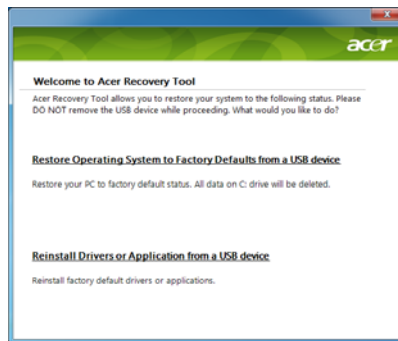 acer
Welcome to Acer Recovery Tool
Acer Recovery Tool allows you to restore your system to the following status. Please
DO NOT remove the USB device while proceeding. What would you like to do?
Restore Operating System to Factory Defaults from a USB device
Restore your PC to factory default status. All data on C: drive will be deleted.
Reinstall Drivers or Application from a USB device
Reinstall factory default drivers or applications.